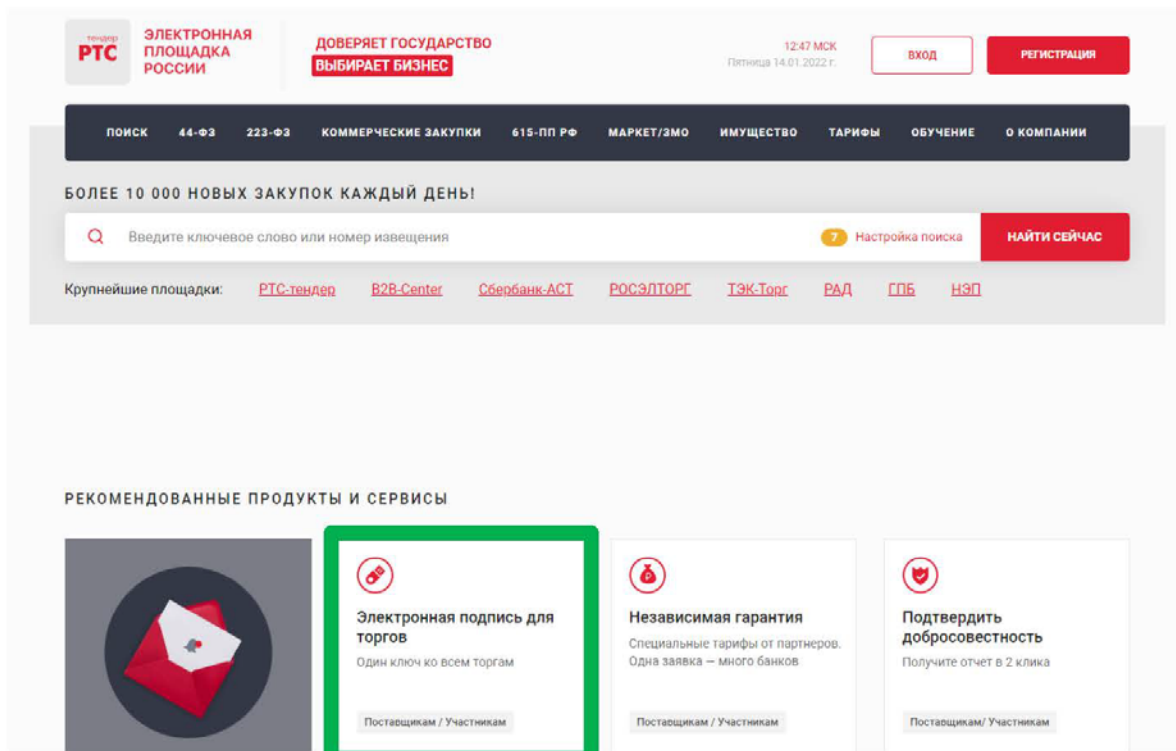 тендер
РТС
ЭЛЕКТРОННАЯ
ПЛОЩАДКА
РОССИИ
ДОВЕРЯЕТ ГОСУДАРСТВО
ВЫБИРАЕТ БИЗНЕС
12:47 МСК
Пятница 14.01.2022 г.
ВХОД
РЕГИСТРАЦИЯ
ПОИСК 44-ФЗ 223-ФЗ КОММЕРЧЕСКИЕ ЗАКУПКИ 615-ПП РФ МАРКЕТ/ЗМО ИМУЩЕСТВО ТАРИФЫ ОБУЧЕНИЕ О КОМПАНИИ
БОЛЕЕ 10 000 НОВЫХ ЗАКУПОК КАЖДЫЙ ДЕНЬ!
Введите ключевое слово или номер извещения 7 Настройка поиска НАЙТИ СЕЙЧАС
Крупнейшие площадки: РТС-тендер B2B-Center Сбербанк-АСТ РОСЭЛТОРГ ТЭК-Торг РАД ГПБ НЭП
РЕКОМЕНДОВАННЫЕ ПРОДУКТЫ И СЕРВИСЫ
Электронная подпись для
торгов
Один ключ ко всем торгам
Поставщикам / Участникам
Независимая гарантия
Специальные тарифы от партнеров.
Одна заявка — много банков
Поставщикам / Участникам
Подтвердить
добросовестность
Получите отчет в 2 клика
Поставщикам/ Участникам